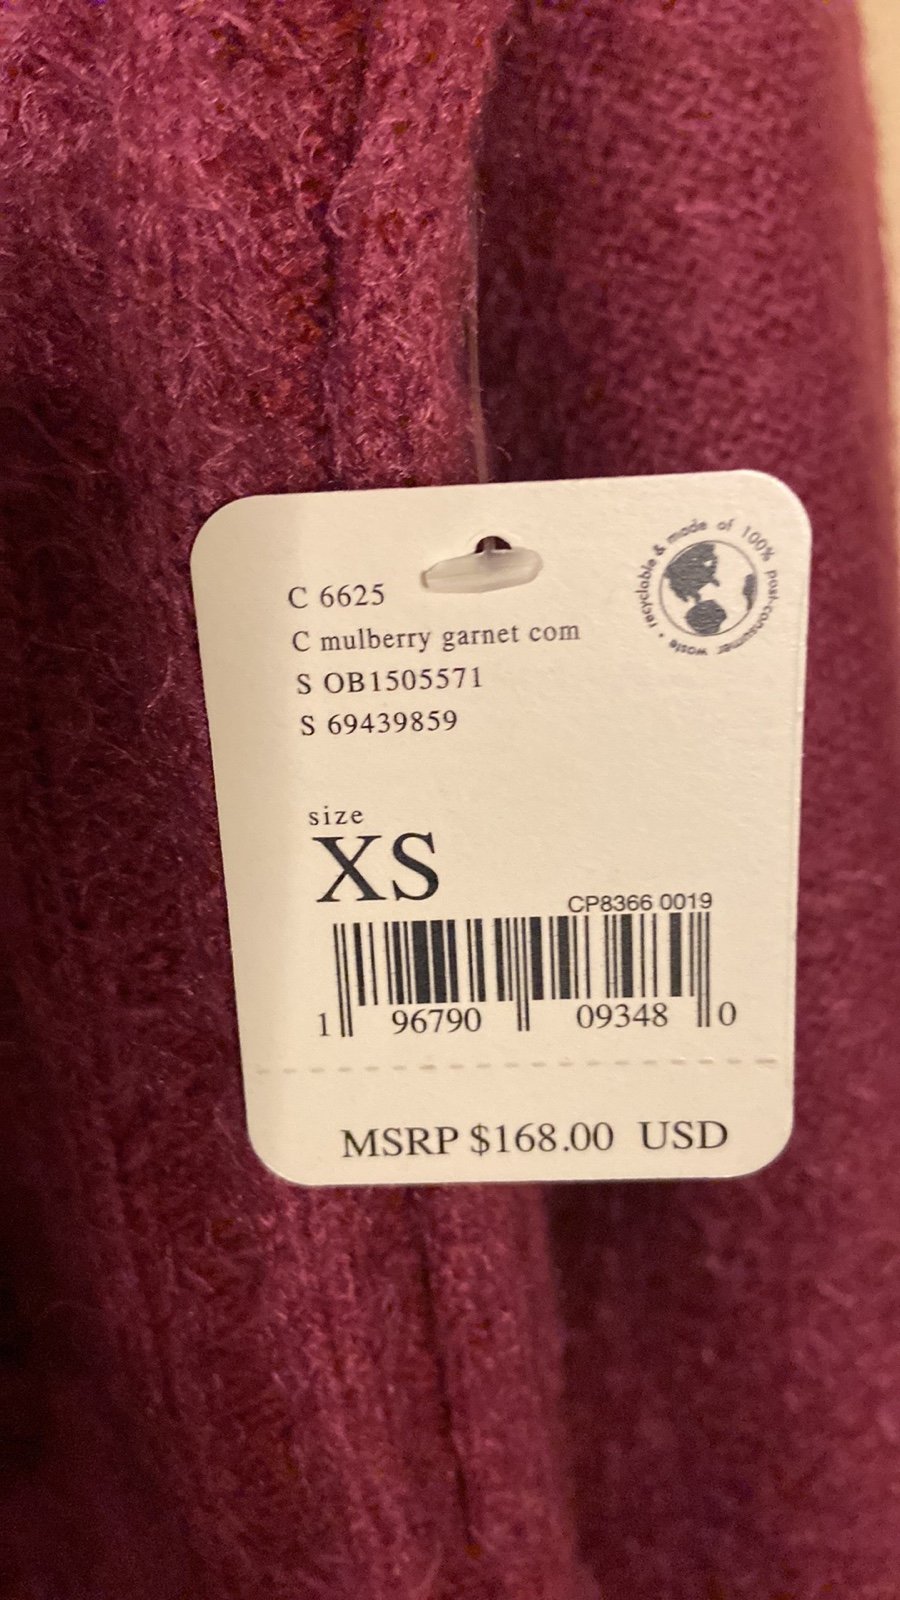 C 6625
recyclable & made of 100% post-consumer waste •
C mulberry garnet com
S OB1505571
S 69439859
size
XS
CP8366 0019
1 96790 09348 0
MSRP $168.00 USD